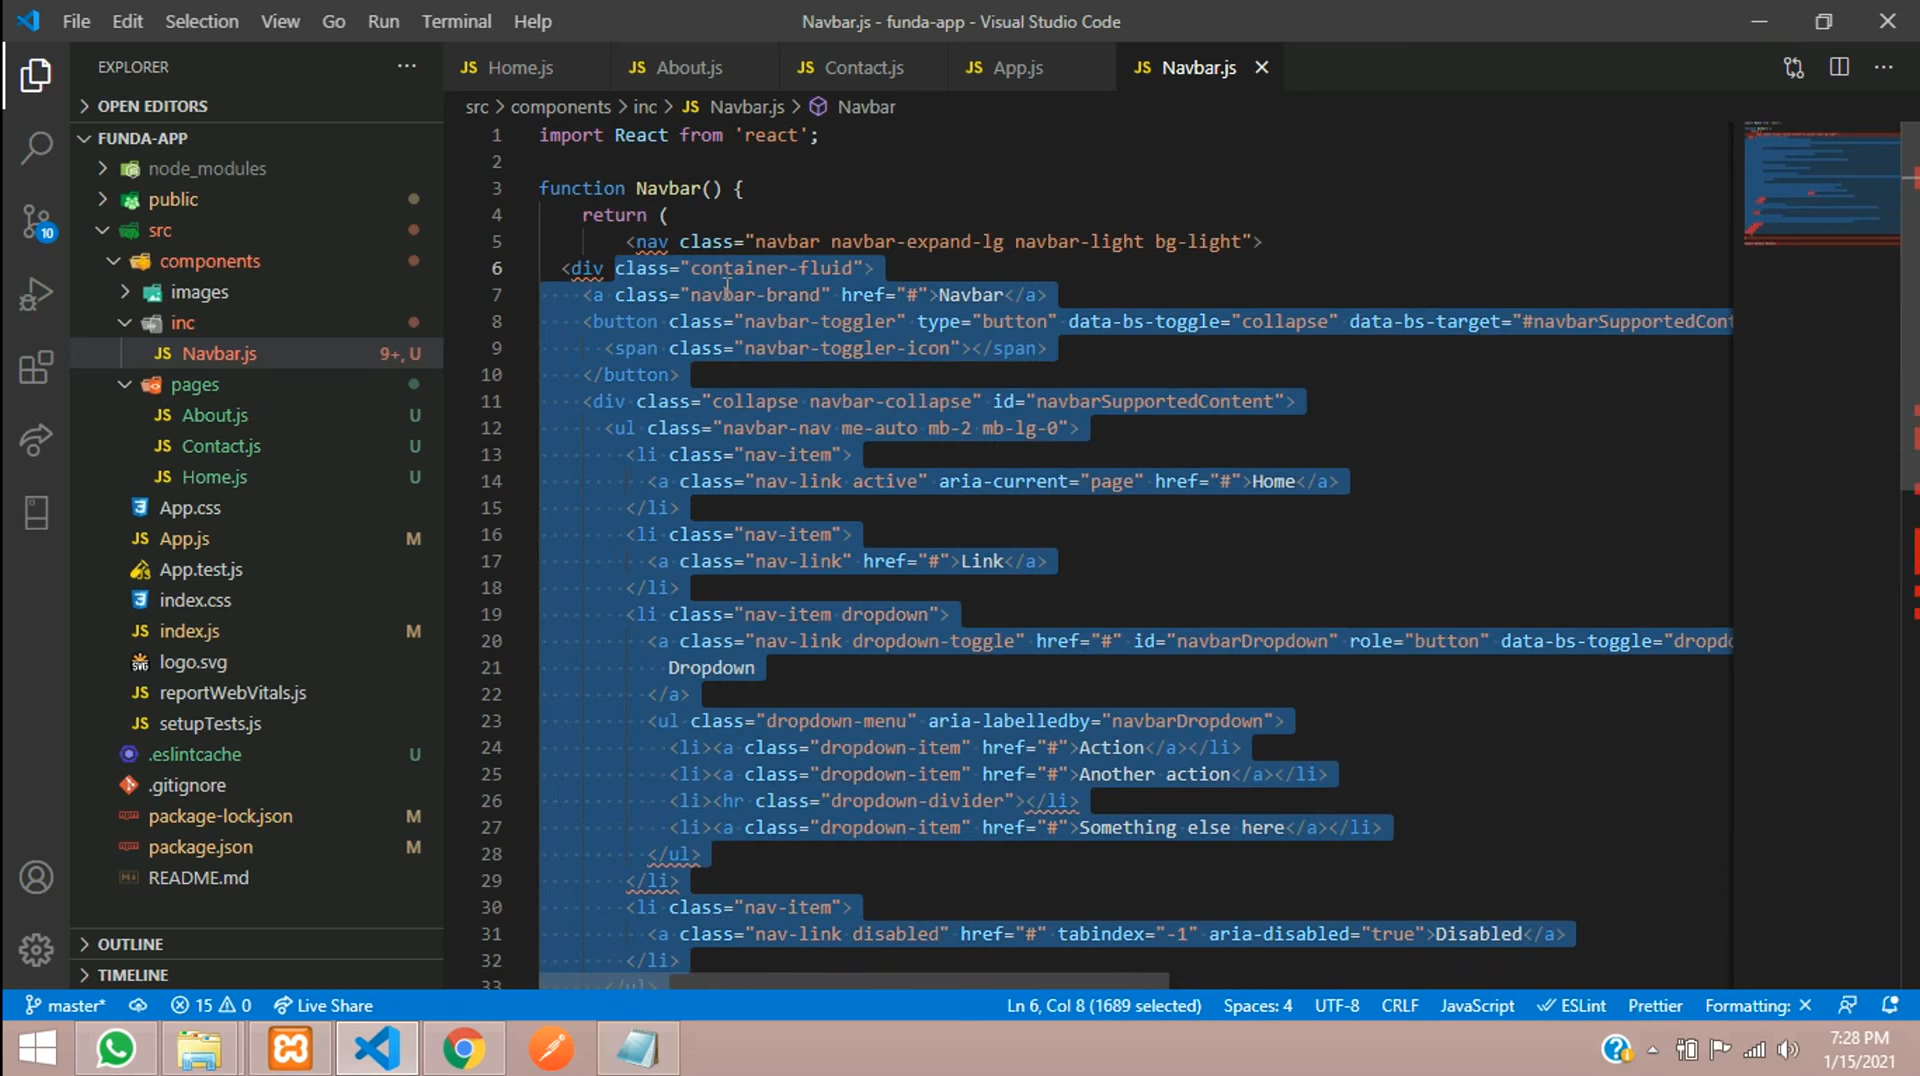 File Edit Selection View Go Run Terminal Help
Navbar.js - funda-app - Visual Studio Code
EXPLORER
OPEN EDITORS
FUNDA-APP
node_modules
public
src
components
images
inc
JS Navbar.js 9+, U
pages
JS About.js U
JS Contact.js U
JS Home.js U
App.css
JS App.js M
App.test.js
index.css
JS index.js M
logo.svg
JS reportWebVitals.js
JS setupTests.js
.eslintcache U
.gitignore
package-lock.json M
package.json M
README.md
OUTLINE
TIMELINE
10
JS Home.js JS About.js JS Contact.js JS App.js JS Navbar.js
src > components > inc > JS Navbar.js > Navbar
1 import React from 'react';
2
3 function Navbar() {
4 return (
5 <nav class="navbar navbar-expand-lg navbar-light bg-light">
6 <div class="container-fluid">
7 <a class="navbar-brand" href="#">Navbar</a>
8 <button class="navbar-toggler" type="button" data-bs-toggle="collapse" data-bs-target="#navbarSupportedCont
9 <span class="navbar-toggler-icon"></span>
10 </button>
11 <div class="collapse navbar-collapse" id="navbarSupportedContent">
12 <ul class="navbar-nav me-auto mb-2 mb-lg-0">
13 <li class="nav-item">
14 <a class="nav-link active" aria-current="page" href="#">Home</a>
15 </li>
16 <li class="nav-item">
17 <a class="nav-link" href="#">Link</a>
18 </li>
19 <li class="nav-item dropdown">
20 <a class="nav-link dropdown-toggle" href="#" id="navbarDropdown" role="button" data-bs-toggle="dropdo
21 Dropdown
22 </a>
23 <ul class="dropdown-menu" aria-labelledby="navbarDropdown">
24 <li><a class="dropdown-item" href="#">Action</a></li>
25 <li><a class="dropdown-item" href="#">Another action</a></li>
26 <li><hr class="dropdown-divider"></li>
27 <li><a class="dropdown-item" href="#">Something else here</a></li>
28 </ul>
29 </li>
30 <li class="nav-item">
31 <a class="nav-link disabled" href="#" tabindex="-1" aria-disabled="true">Disabled</a>
32 </li>
33 </ul>
master* 15 0 Live Share
Ln 6, Col 8 (1689 selected) Spaces: 4 UTF-8 CRLF JavaScript ESLint Prettier Formatting: ×
7:28 PM
1/15/2021